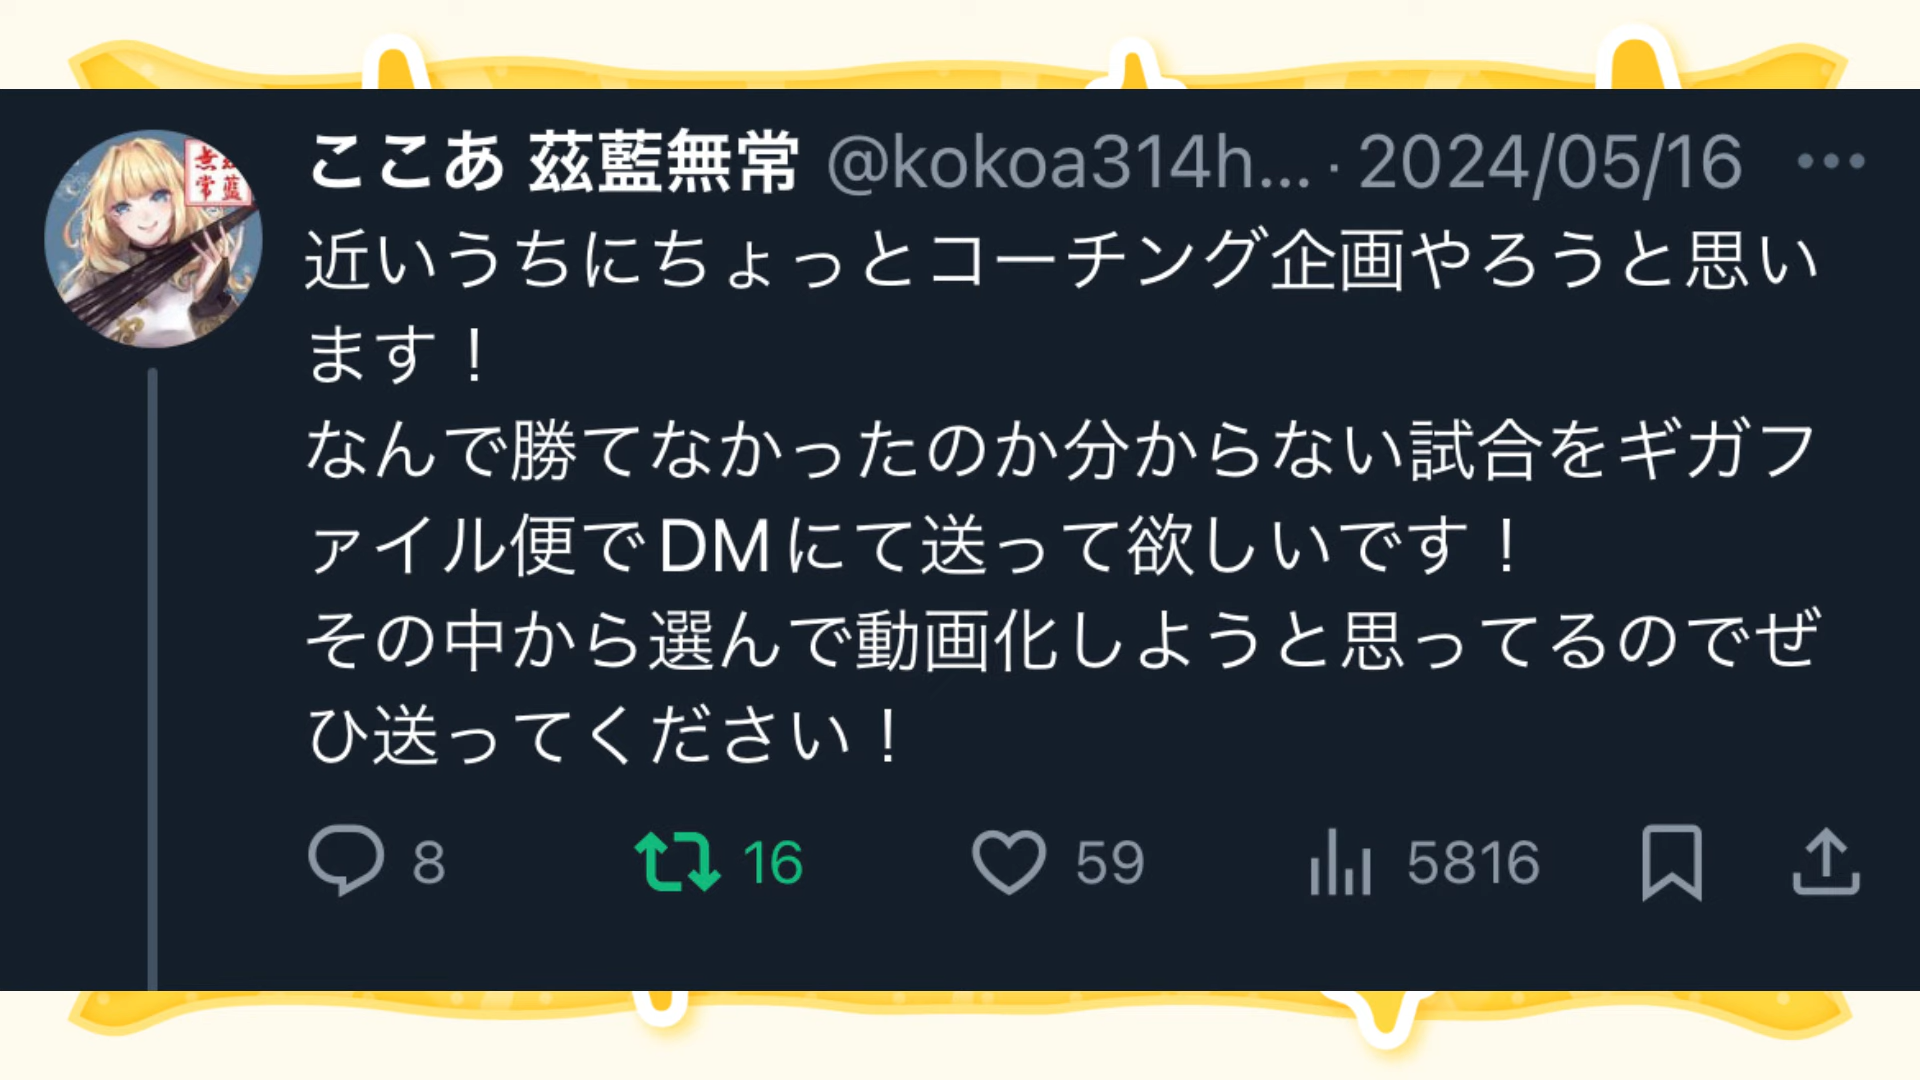 ここあ 茲藍無常 @kokoa314h... · 2024/05/16
近いうちにちょっとコーチング企画やろうと思い
ます！
なんで勝てなかったのか分からない試合をギガフ
ァイル便でDMにて送って欲しいです！
その中から選んで動画化しようと思ってるのでぜ
ひ送ってください！
8 16 59 5816